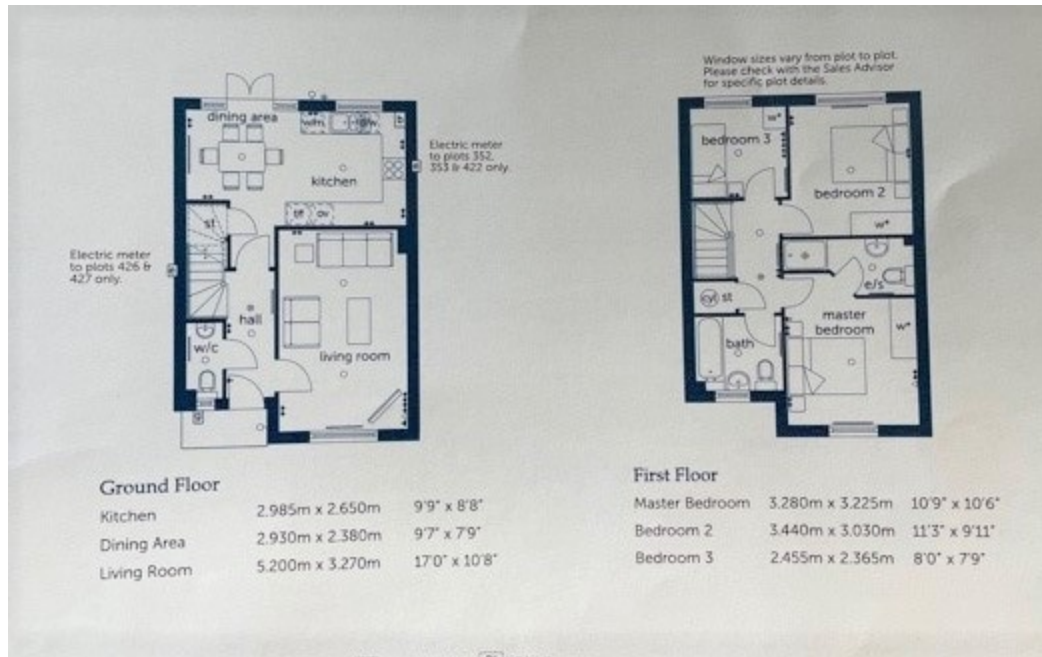 Window sizes vary from plot to plot.
Please check with the Sales Advisor
for specific plot details.
dining area
w/m
d/w
kitchen
Electric meter
to plots 352,
353 & 422 only.
f/f
ov
st
Electric meter
to plots 426 &
427 only.
hall
w/c
living room
bedroom 3
w*
bedroom 2
w*
e/s
cyl st
master
bedroom
w*
bath
Ground Floor
Kitchen 2.985m x 2.650m 9'9" x 8'8"
Dining Area 2.930m x 2.380m 9'7" x 7'9"
Living Room 5.200m x 3.270m 17'0" x 10'8"
First Floor
Master Bedroom 3.280m x 3.225m 10'9" x 10'6"
Bedroom 2 3.440m x 3.030m 11'3" x 9'11"
Bedroom 3 2.455m x 2.365m 8'0" x 7'9"